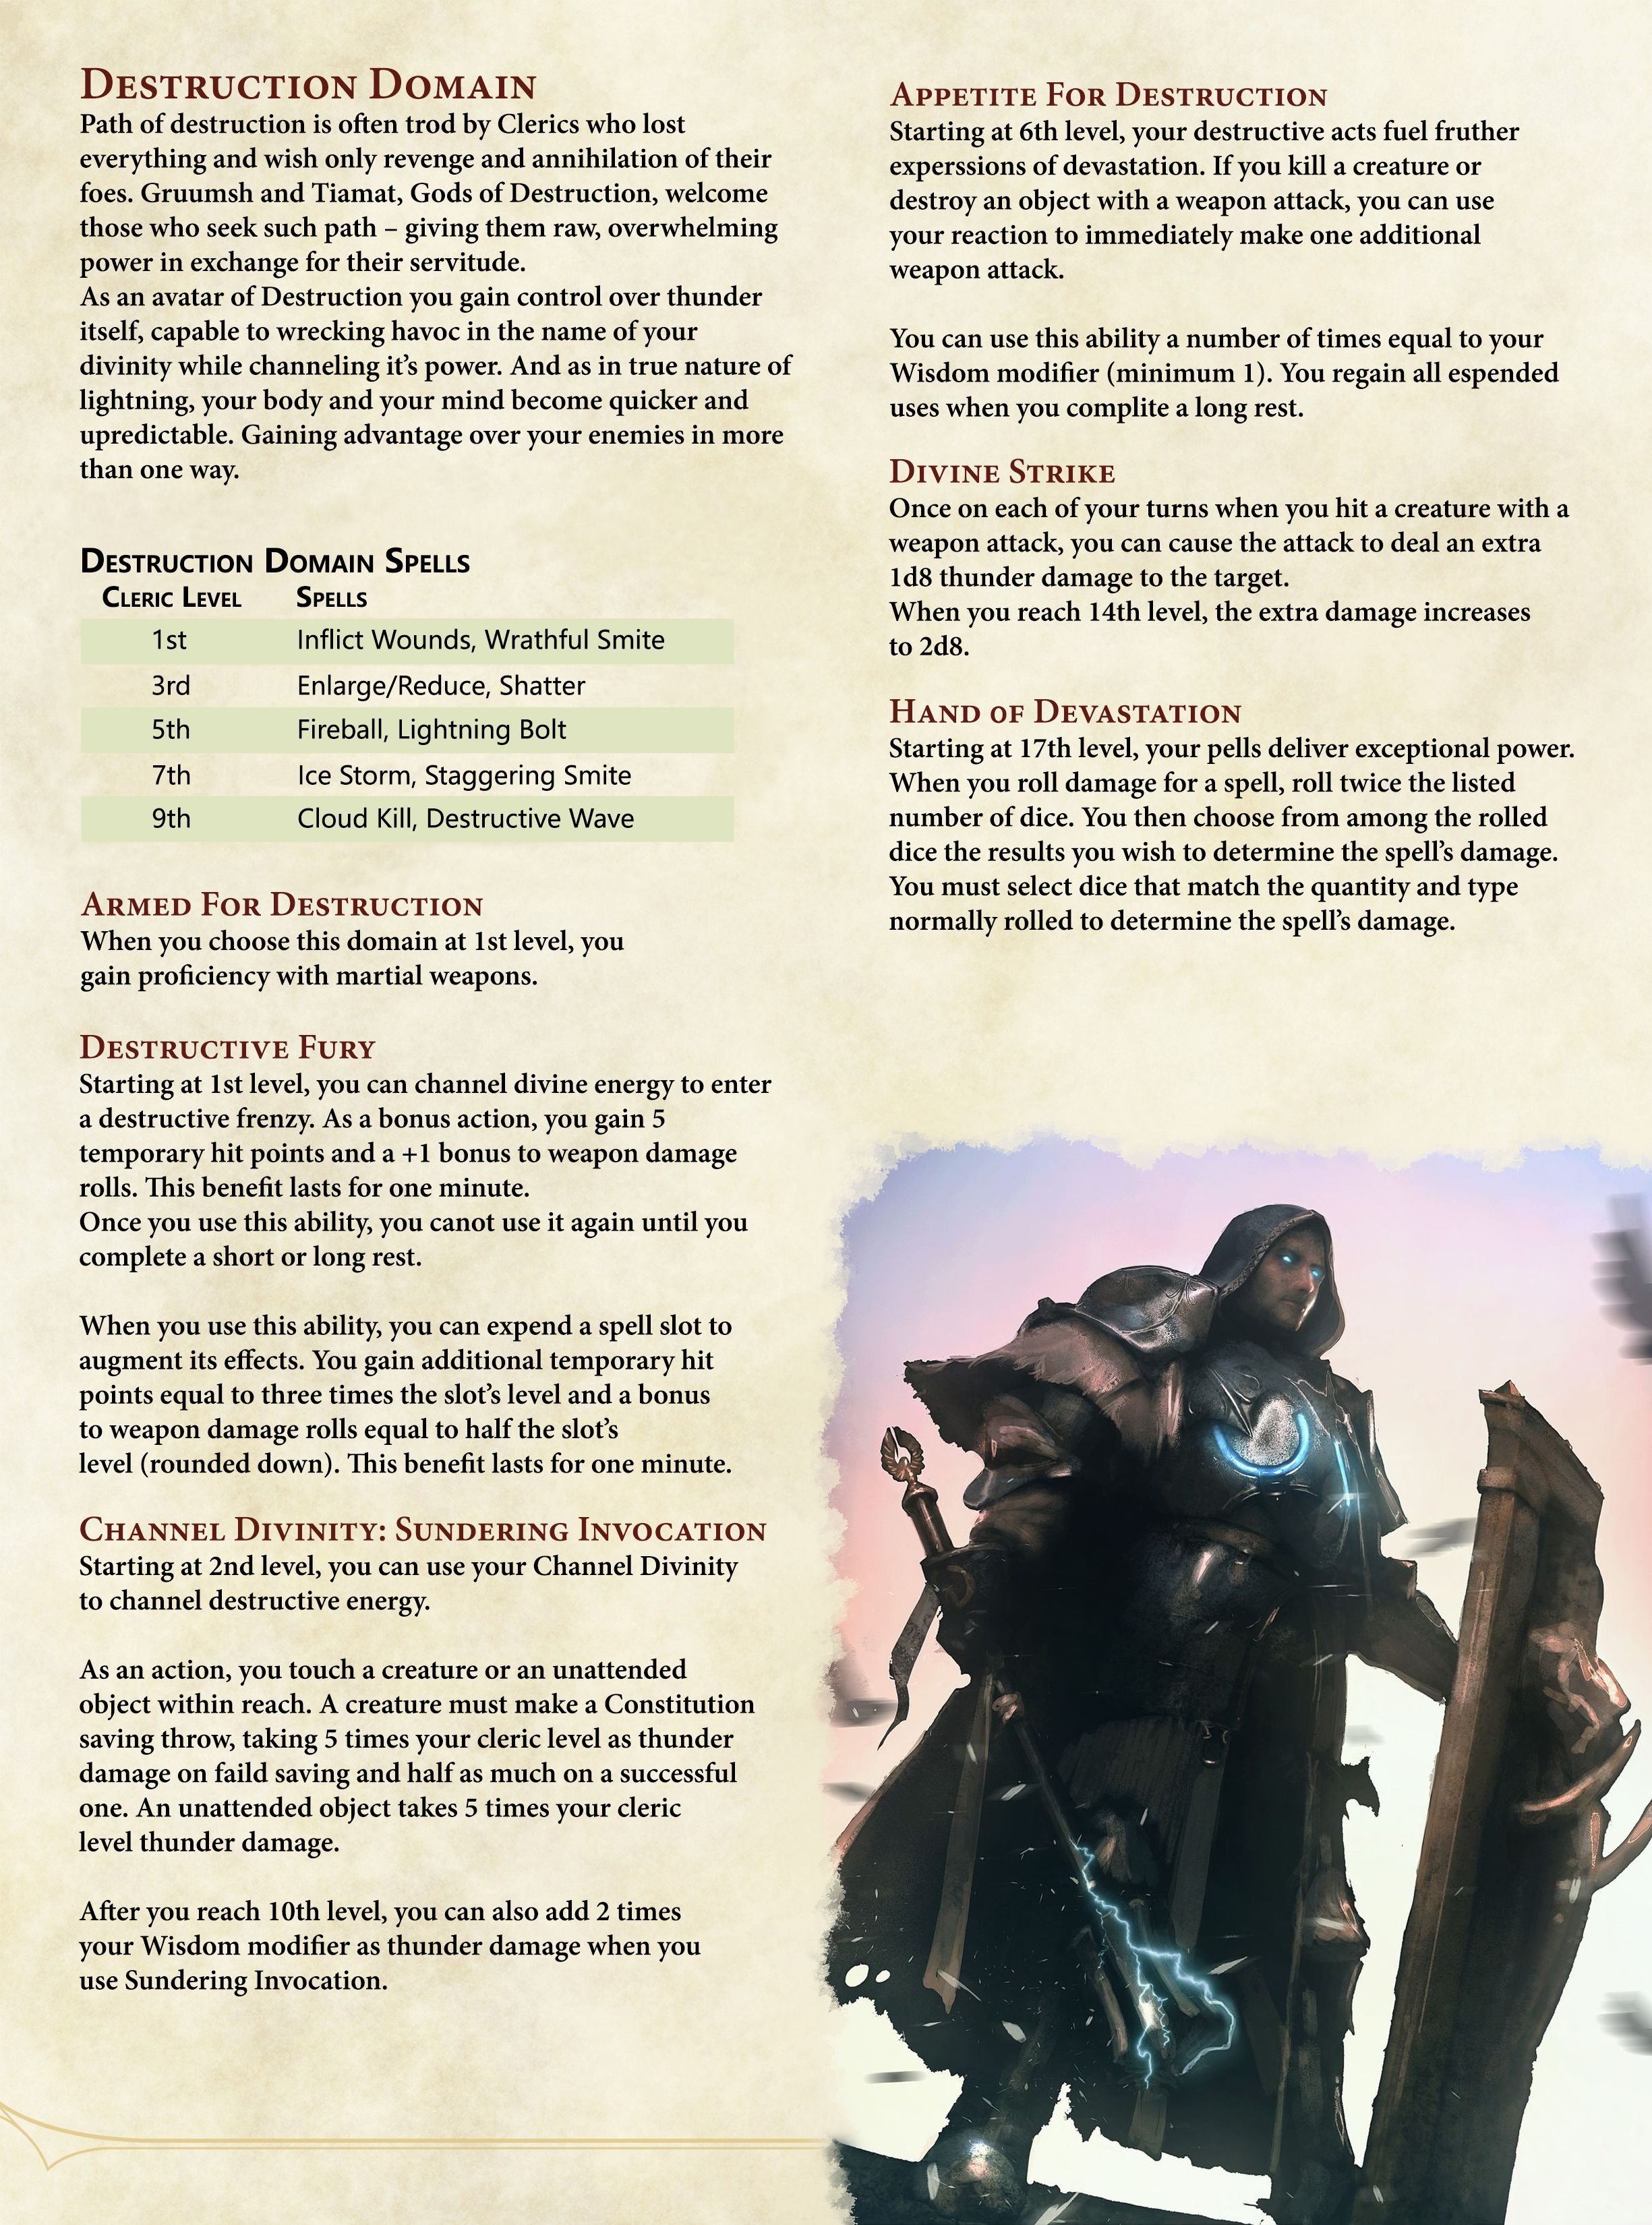 Destruction Domain
Path of destruction is often trod by Clerics who lost
everything and wish only revenge and annihilation of their
foes. Gruumsh and Tiamat, Gods of Destruction, welcome
those who seek such path – giving them raw, overwhelming
power in exchange for their servitude.
As an avatar of Destruction you gain control over thunder
itself, capable to wrecking havoc in the name of your
divinity while channeling it's power. And as in true nature of
lightning, your body and your mind become quicker and
upredictable. Gaining advantage over your enemies in more
than one way.
Destruction Domain Spells
Cleric Level Spells
1st Inflict Wounds, Wrathful Smite
3rd Enlarge/Reduce, Shatter
5th Fireball, Lightning Bolt
7th Ice Storm, Staggering Smite
9th Cloud Kill, Destructive Wave
Armed For Destruction
When you choose this domain at 1st level, you
gain proficiency with martial weapons.
Destructive Fury
Starting at 1st level, you can channel divine energy to enter
a destructive frenzy. As a bonus action, you gain 5
temporary hit points and a +1 bonus to weapon damage
rolls. This benefit lasts for one minute.
Once you use this ability, you canot use it again until you
complete a short or long rest.
When you use this ability, you can expend a spell slot to
augment its effects. You gain additional temporary hit
points equal to three times the slot's level and a bonus
to weapon damage rolls equal to half the slot's
level (rounded down). This benefit lasts for one minute.
Channel Divinity: Sundering Invocation
Starting at 2nd level, you can use your Channel Divinity
to channel destructive energy.
As an action, you touch a creature or an unattended
object within reach. A creature must make a Constitution
saving throw, taking 5 times your cleric level as thunder
damage on faild saving and half as much on a successful
one. An unattended object takes 5 times your cleric
level thunder damage.
After you reach 10th level, you can also add 2 times
your Wisdom modifier as thunder damage when you
use Sundering Invocation.
Appetite For Destruction
Starting at 6th level, your destructive acts fuel fruther
experssions of devastation. If you kill a creature or
destroy an object with a weapon attack, you can use
your reaction to immediately make one additional
weapon attack.
You can use this ability a number of times equal to your
Wisdom modifier (minimum 1). You regain all espended
uses when you complite a long rest.
Divine Strike
Once on each of your turns when you hit a creature with a
weapon attack, you can cause the attack to deal an extra
1d8 thunder damage to the target.
When you reach 14th level, the extra damage increases
to 2d8.
Hand of Devastation
Starting at 17th level, your pells deliver exceptional power.
When you roll damage for a spell, roll twice the listed
number of dice. You then choose from among the rolled
dice the results you wish to determine the spell's damage.
You must select dice that match the quantity and type
normally rolled to determine the spell's damage.